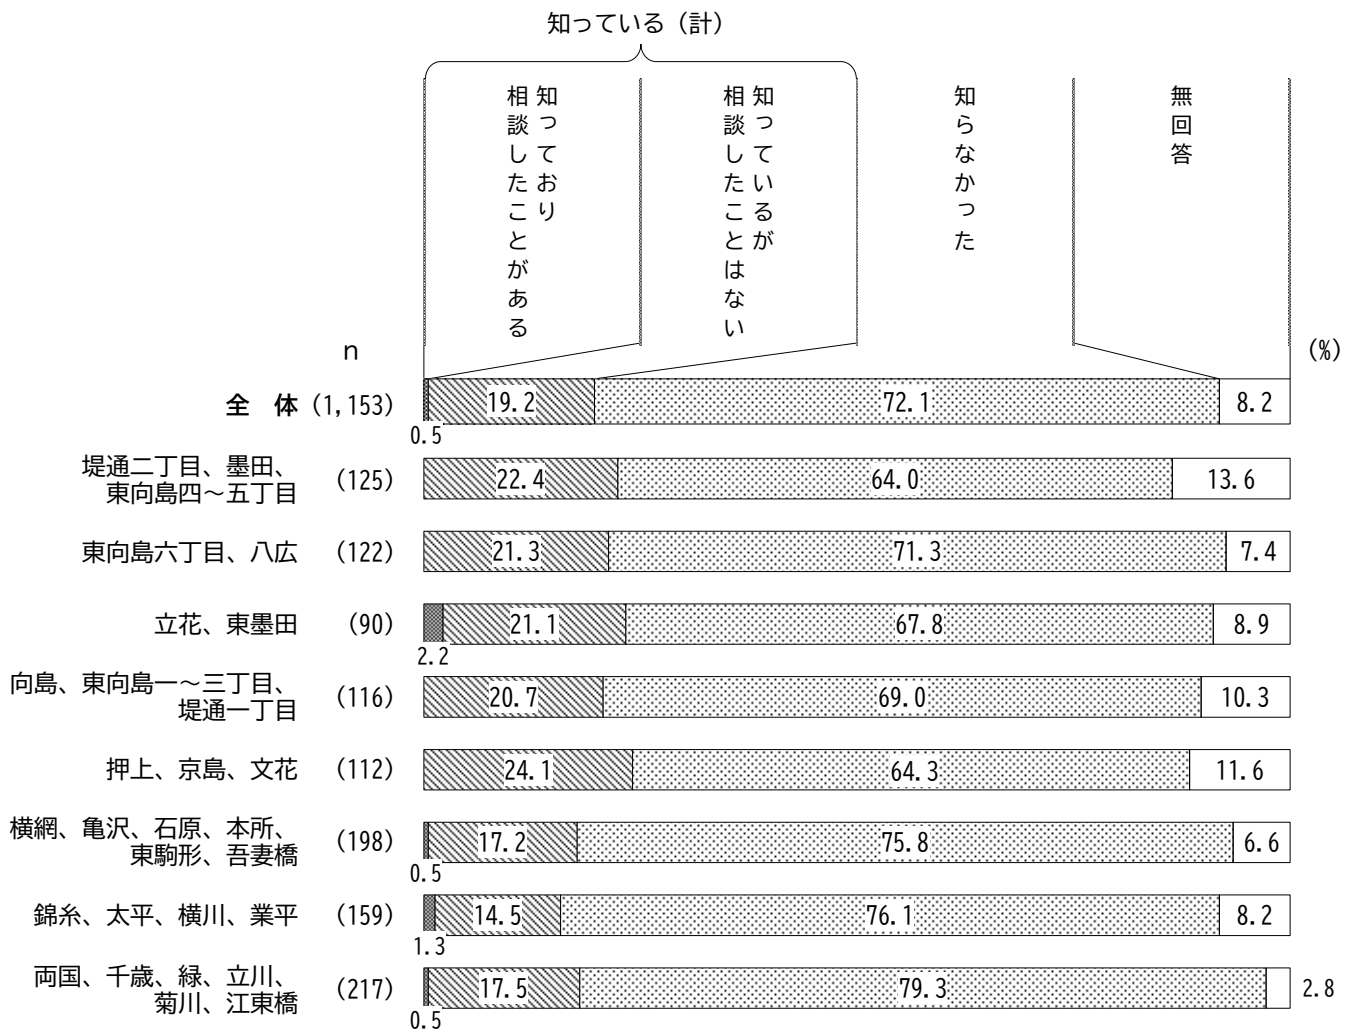 知っている（計）
知っており
相談したことがある
知っているが
相談したことはない
知らなかった
無回答
n
(%)
全　体 (1,153) 19.2 72.1 8.2
0.5
堤通二丁目、墨田、
東向島四～五丁目
(125) 22.4 64.0 13.6
東向島六丁目、八広 (122) 21.3 71.3 7.4
立花、東墨田 (90) 21.1 67.8 8.9
2.2
向島、東向島一～三丁目、
堤通一丁目
(116) 20.7 69.0 10.3
押上、京島、文花 (112) 24.1 64.3 11.6
横網、亀沢、石原、本所、
東駒形、吾妻橋
(198) 17.2 75.8 6.6
0.5
錦糸、太平、横川、業平 (159) 14.5 76.1 8.2
1.3
両国、千歳、緑、立川、
菊川、江東橋
(217) 17.5 79.3 2.8
0.5